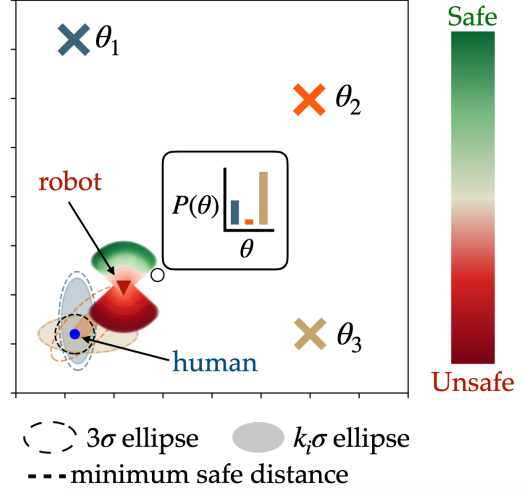 Safe
θ₁
θ₂
robot
P(θ)
θ
θ₃
human
Unsafe
3σ ellipse
kᵢσ ellipse
minimum safe distance